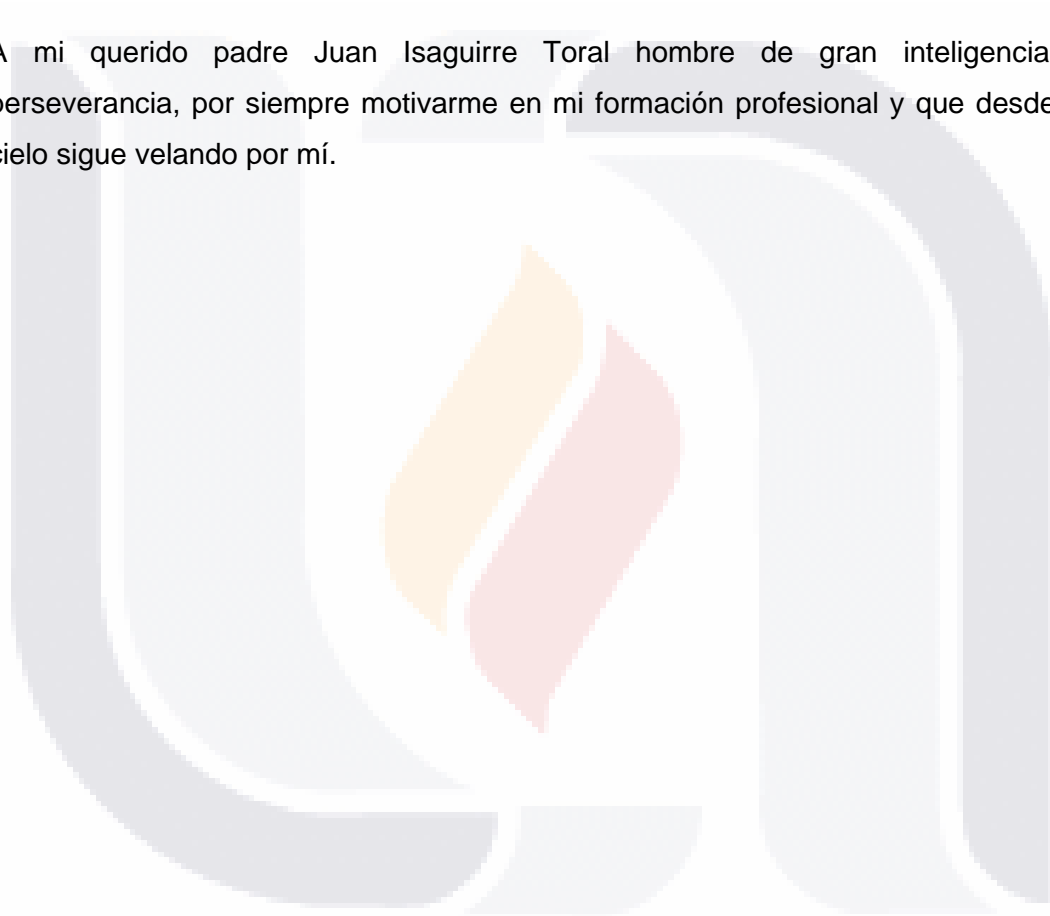 A mi querido padre Juan Isaguirre Toral hombre de gran inteligencia
perseverancia, por siempre motivarme en mi formación profesional y que desde
cielo sigue velando por mí.